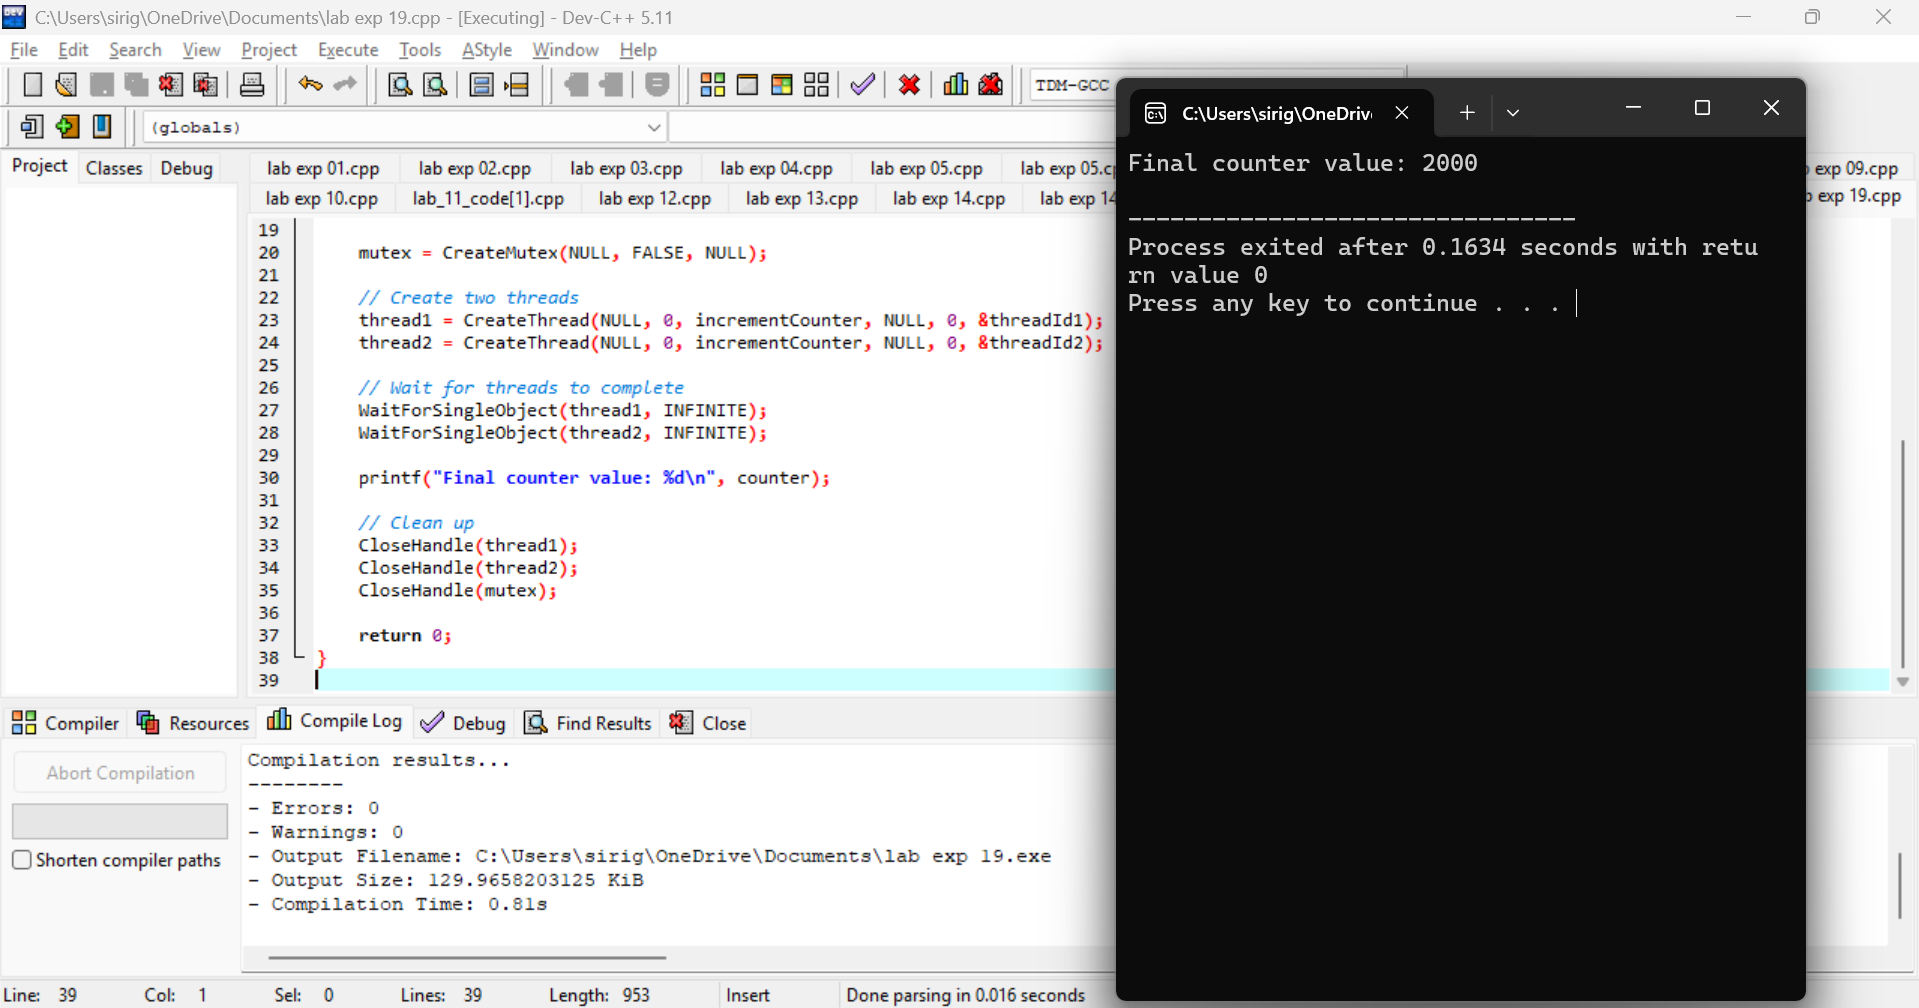 C:\Users\sirig\OneDrive\Documents\lab exp 19.cpp - [Executing] - Dev-C++ 5.11
File Edit Search View Project Execute Tools AStyle Window Help
TDM-GCC
(globals)
Project Classes Debug
lab exp 01.cpp lab exp 02.cpp lab exp 03.cpp lab exp 04.cpp lab exp 05.cpp lab exp 05.c exp 09.cpp
lab exp 10.cpp lab_11_code[1].cpp lab exp 12.cpp lab exp 13.cpp lab exp 14.cpp lab exp 14 exp 19.cpp
19
20 mutex = CreateMutex(NULL, FALSE, NULL);
21
22 // Create two threads
23 thread1 = CreateThread(NULL, 0, incrementCounter, NULL, 0, &threadId1);
24 thread2 = CreateThread(NULL, 0, incrementCounter, NULL, 0, &threadId2);
25
26 // Wait for threads to complete
27 WaitForSingleObject(thread1, INFINITE);
28 WaitForSingleObject(thread2, INFINITE);
29
30 printf("Final counter value: %d\n", counter);
31
32 // Clean up
33 CloseHandle(thread1);
34 CloseHandle(thread2);
35 CloseHandle(mutex);
36
37 return 0;
38 }
39
C:\Users\sirig\OneDriv
Final counter value: 2000
--------------------------------
Process exited after 0.1634 seconds with retu
rn value 0
Press any key to continue . . .
Compiler Resources Compile Log Debug Find Results Close
Abort Compilation
Shorten compiler paths
Compilation results...
--------
- Errors: 0
- Warnings: 0
- Output Filename: C:\Users\sirig\OneDrive\Documents\lab exp 19.exe
- Output Size: 129.9658203125 KiB
- Compilation Time: 0.81s
Line: 39 Col: 1 Sel: 0 Lines: 39 Length: 953 Insert Done parsing in 0.016 seconds